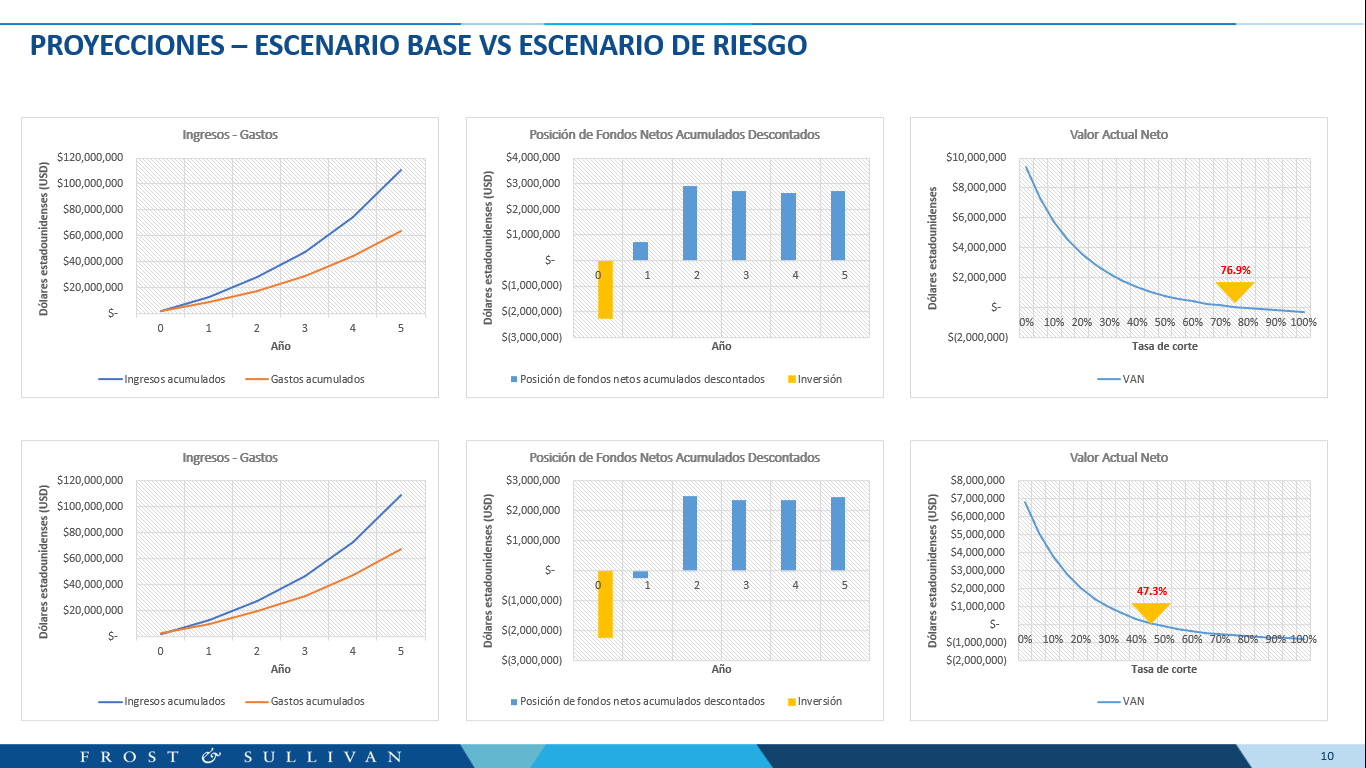 PROYECCIONES – ESCENARIO BASE VS ESCENARIO DE RIESGO
Ingresos - Gastos
Dólares estadounidenses (USD)
$120,000,000
$100,000,000
$80,000,000
$60,000,000
$40,000,000
$20,000,000
$-
0 1 2 3 4 5
Año
Ingresos acumulados Gastos acumulados
Posición de Fondos Netos Acumulados Descontados
Dólares estadounidenses (USD)
$4,000,000
$3,000,000
$2,000,000
$1,000,000
$-
$(1,000,000)
$(2,000,000)
$(3,000,000)
0 1 2 3 4 5
Año
Posición de fondos netos acumulados descontados Inversión
Valor Actual Neto
Dólares estadounidenses
$10,000,000
$8,000,000
$6,000,000
$4,000,000
$2,000,000
$-
$(2,000,000)
76.9%
0% 10% 20% 30% 40% 50% 60% 70% 80% 90% 100%
Tasa de corte
VAN
Ingresos - Gastos
Dólares estadounidenses (USD)
$120,000,000
$100,000,000
$80,000,000
$60,000,000
$40,000,000
$20,000,000
$-
0 1 2 3 4 5
Año
Ingresos acumulados Gastos acumulados
Posición de Fondos Netos Acumulados Descontados
Dólares estadounidenses (USD)
$3,000,000
$2,000,000
$1,000,000
$-
$(1,000,000)
$(2,000,000)
$(3,000,000)
0 1 2 3 4 5
Año
Posición de fondos netos acumulados descontados Inversión
Valor Actual Neto
Dólares estadounidenses (USD)
$8,000,000
$7,000,000
$6,000,000
$5,000,000
$4,000,000
$3,000,000
$2,000,000
$1,000,000
$-
$(1,000,000)
$(2,000,000)
47.3%
0% 10% 20% 30% 40% 50% 60% 70% 80% 90% 100%
Tasa de corte
VAN
FROST & SULLIVAN
10